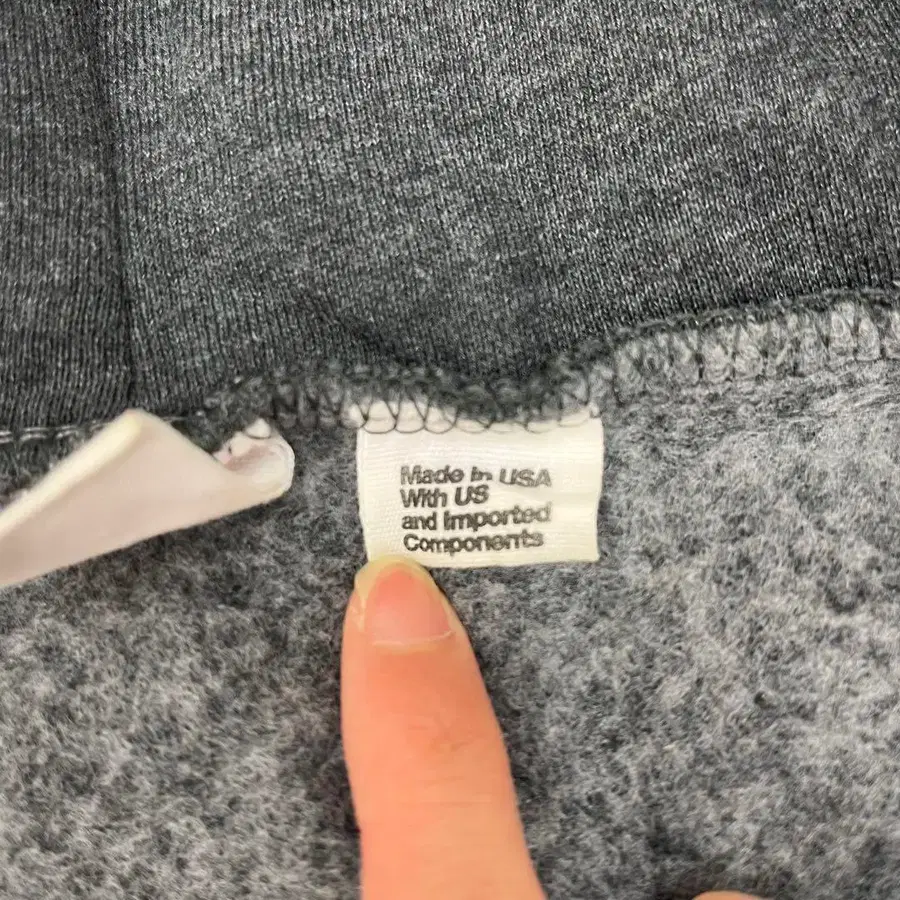 Made in USA
With US
and Imported
Components